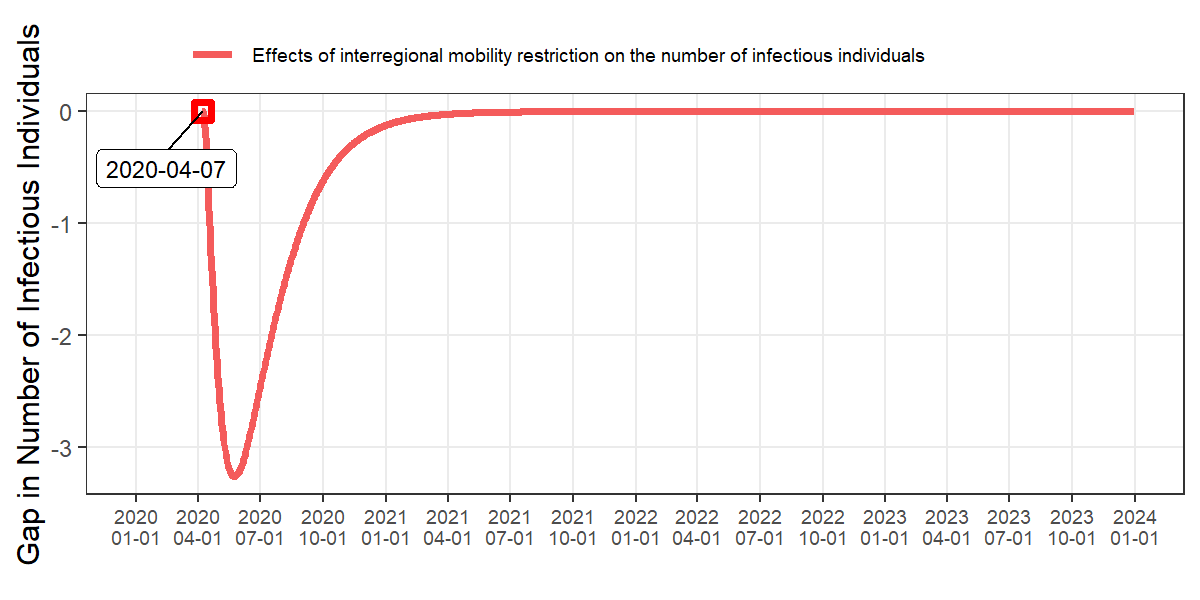 Effects of interregional mobility restriction on the number of infectious individuals
Gap in Number of Infectious Individuals
0
-1
-2
-3
2020-04-07
2020 2020 2020 2020 2021 2021 2021 2021 2022 2022 2022 2022 2023 2023 2023 2023 2024
01-01 04-01 07-01 10-01 01-01 04-01 07-01 10-01 01-01 04-01 07-01 10-01 01-01 04-01 07-01 10-01 01-01